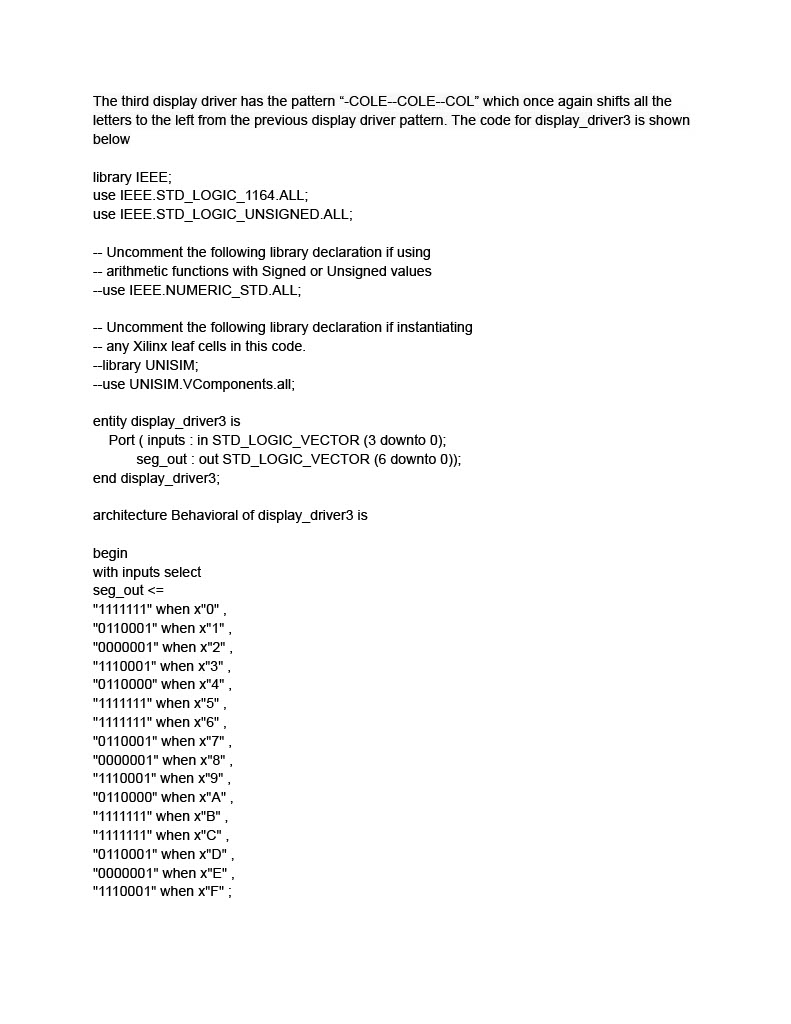 The third display driver has the pattern “-COLE--COLE--COL” which once again shifts all the
letters to the left from the previous display driver pattern. The code for display_driver3 is shown
below
library IEEE;
use IEEE.STD_LOGIC_1164.ALL;
use IEEE.STD_LOGIC_UNSIGNED.ALL;
-- Uncomment the following library declaration if using
-- arithmetic functions with Signed or Unsigned values
--use IEEE.NUMERIC_STD.ALL;
-- Uncomment the following library declaration if instantiating
-- any Xilinx leaf cells in this code.
--library UNISIM;
--use UNISIM.VComponents.all;
entity display_driver3 is
Port ( inputs : in STD_LOGIC_VECTOR (3 downto 0);
seg_out : out STD_LOGIC_VECTOR (6 downto 0));
end display_driver3;
architecture Behavioral of display_driver3 is
begin
with inputs select
seg_out <=
"1111111" when x"0" ,
"0110001" when x"1" ,
"0000001" when x"2" ,
"1110001" when x"3" ,
"0110000" when x"4" ,
"1111111" when x"5" ,
"1111111" when x"6" ,
"0110001" when x"7" ,
"0000001" when x"8" ,
"1110001" when x"9" ,
"0110000" when x"A" ,
"1111111" when x"B" ,
"1111111" when x"C" ,
"0110001" when x"D" ,
"0000001" when x"E" ,
"1110001" when x"F" ;